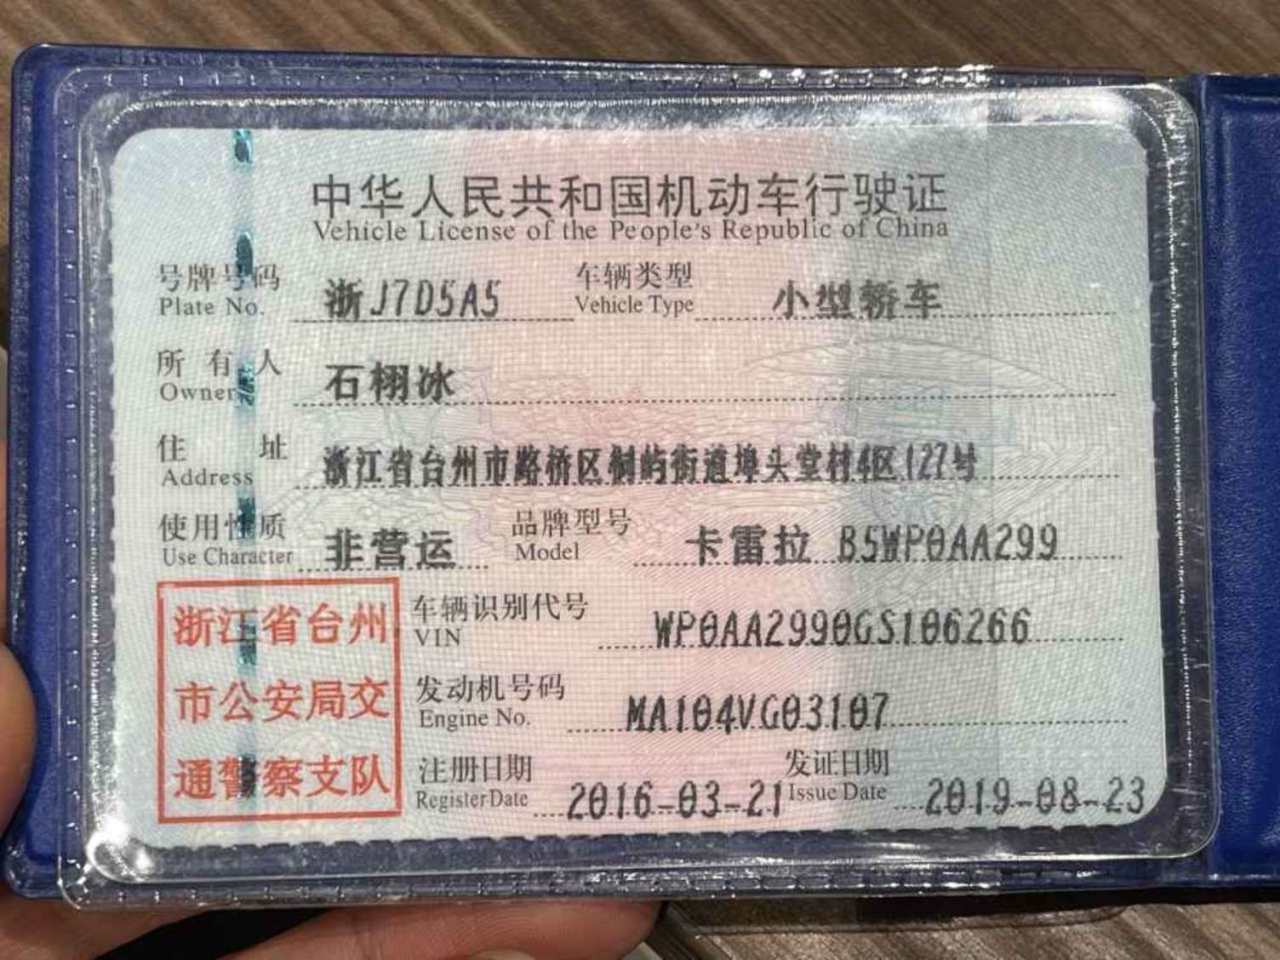 中华人民共和国机动车行驶证
Vehicle License of the People's Republic of China
号牌号码 浙J7D5A5 车辆类型 小型轿车
Plate No. Vehicle Type
所有人 石栩冰
Owner
住址 浙江省台州市路桥区桐屿街道埠头堂村4区127号
Address
使用性质 非营运 品牌型号 卡雷拉 B5WP0AA299
Use Character Model
浙江省台州
市公安局交
通警察支队
车辆识别代号 WP0AA2990GS106266
VIN
发动机号码 MA104VG03107
Engine No.
注册日期 2016-03-21 发证日期 2019-08-23
Register Date Issue Date